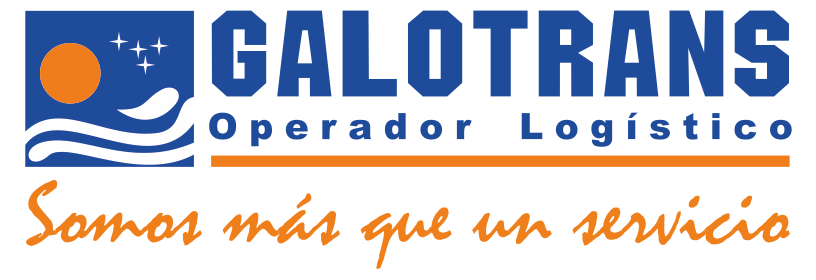 GALOTRANS
Operador Logístico
Somos más que un servicio